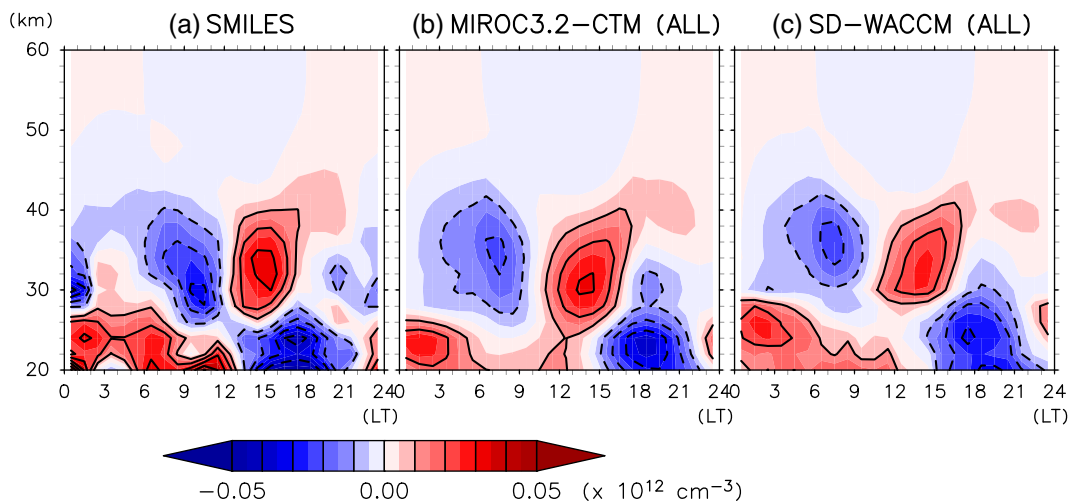 (km) (a) SMILES (b) MIROC3.2−CTM (ALL) (c) SD−WACCM (ALL)
60
50
40
30
20
0 3 6 9 12 15 18 21 24 3 6 9 12 15 18 21 24 3 6 9 12 15 18 21 24
(LT) (LT) (LT)
−0.05 0.00 0.05 (x 10¹² cm⁻³)